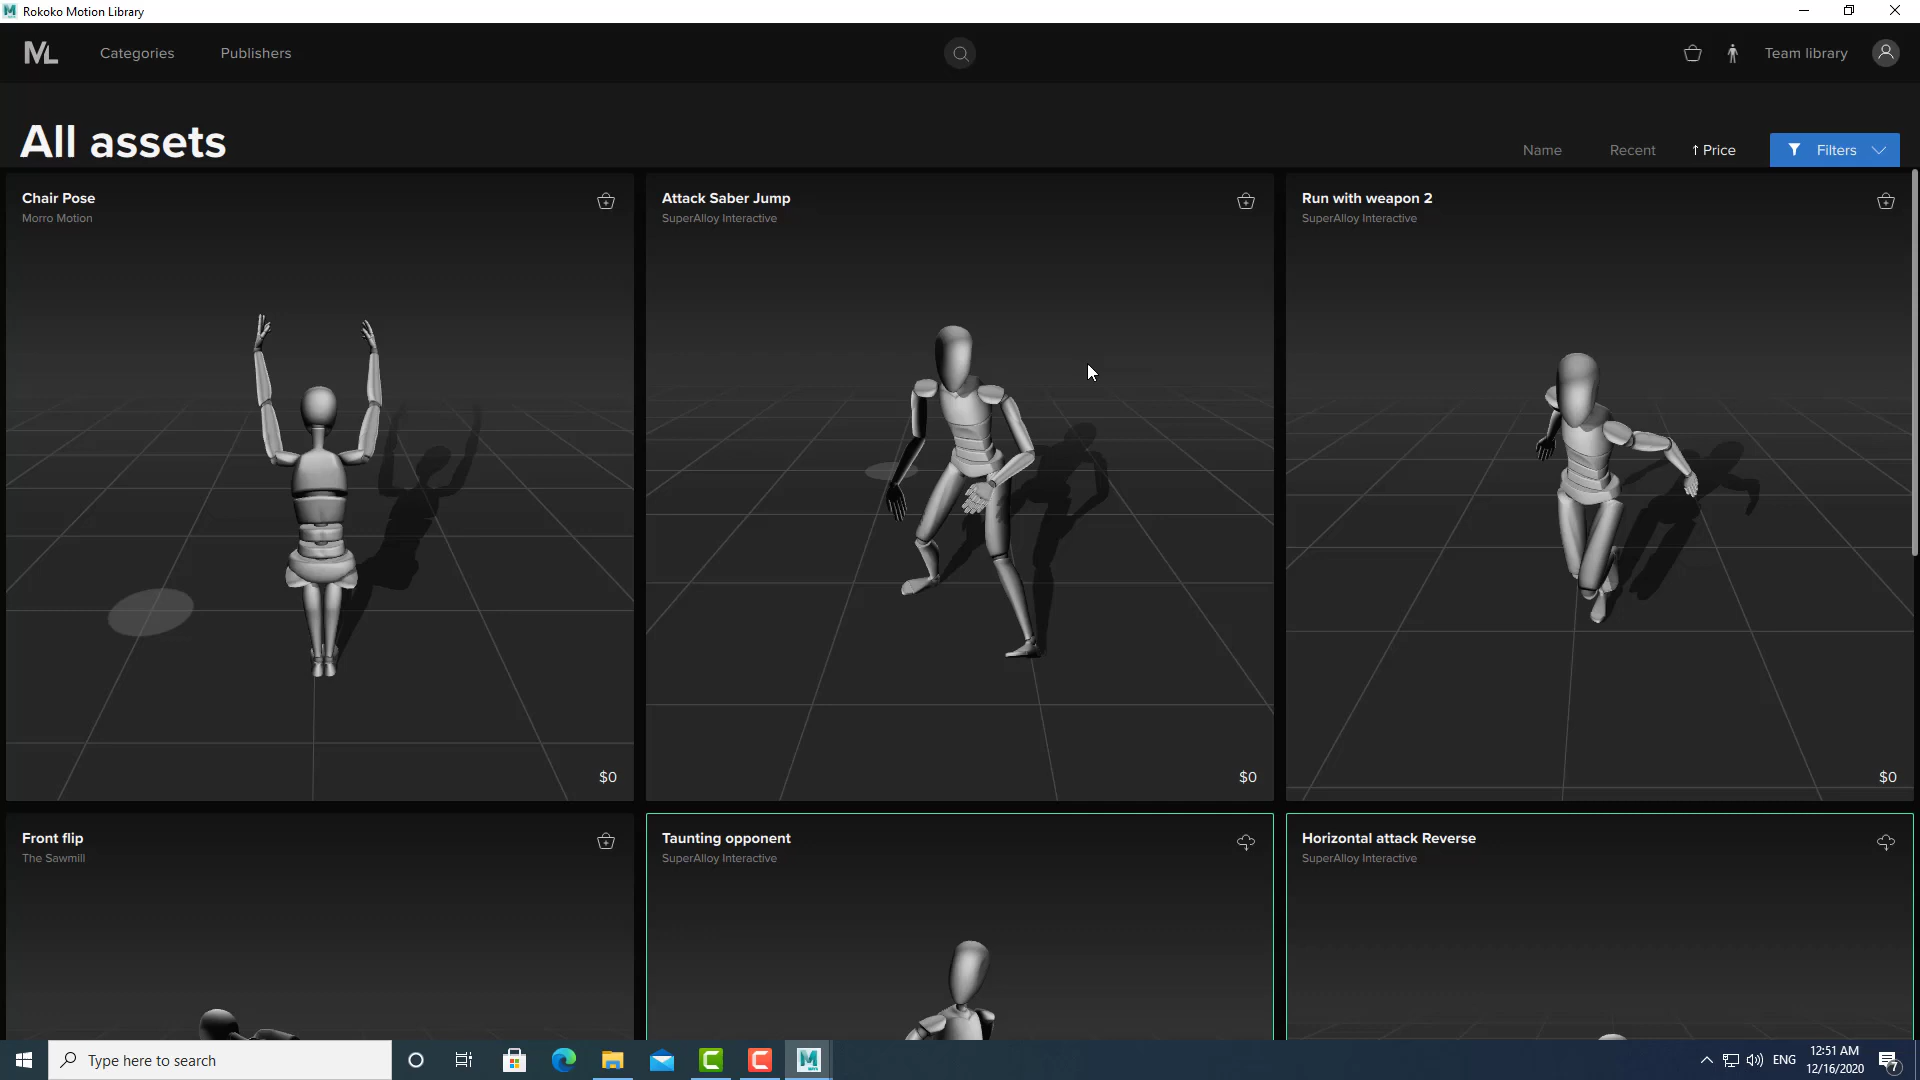 Rokoko Motion Library
ML Categories Publishers Team library
All assets
Name Recent ↑ Price Filters
Chair Pose
Morro Motion
$0
Attack Saber Jump
SuperAlloy Interactive
$0
Run with weapon 2
SuperAlloy Interactive
$0
Front flip
The Sawmill
Taunting opponent
SuperAlloy Interactive
Horizontal attack Reverse
SuperAlloy Interactive
Type here to search
ENG
12:51 AM
12/16/2020
7